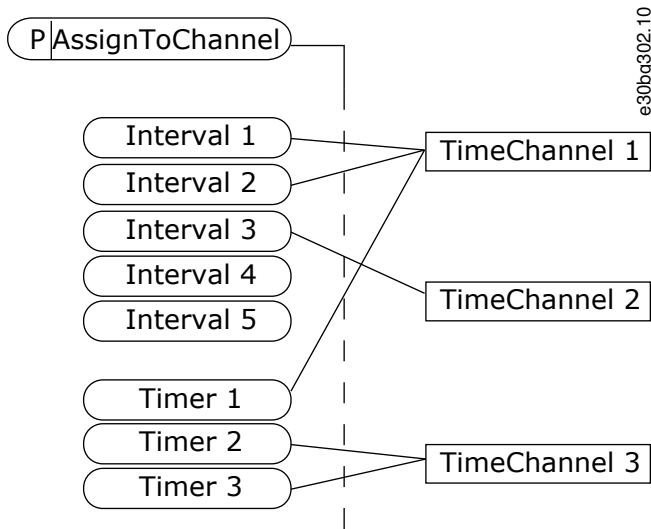 P AssignToChannel
e30bg302.10
Interval 1
Interval 2
Interval 3
Interval 4
Interval 5
Timer 1
Timer 2
Timer 3
TimeChannel 1
TimeChannel 2
TimeChannel 3